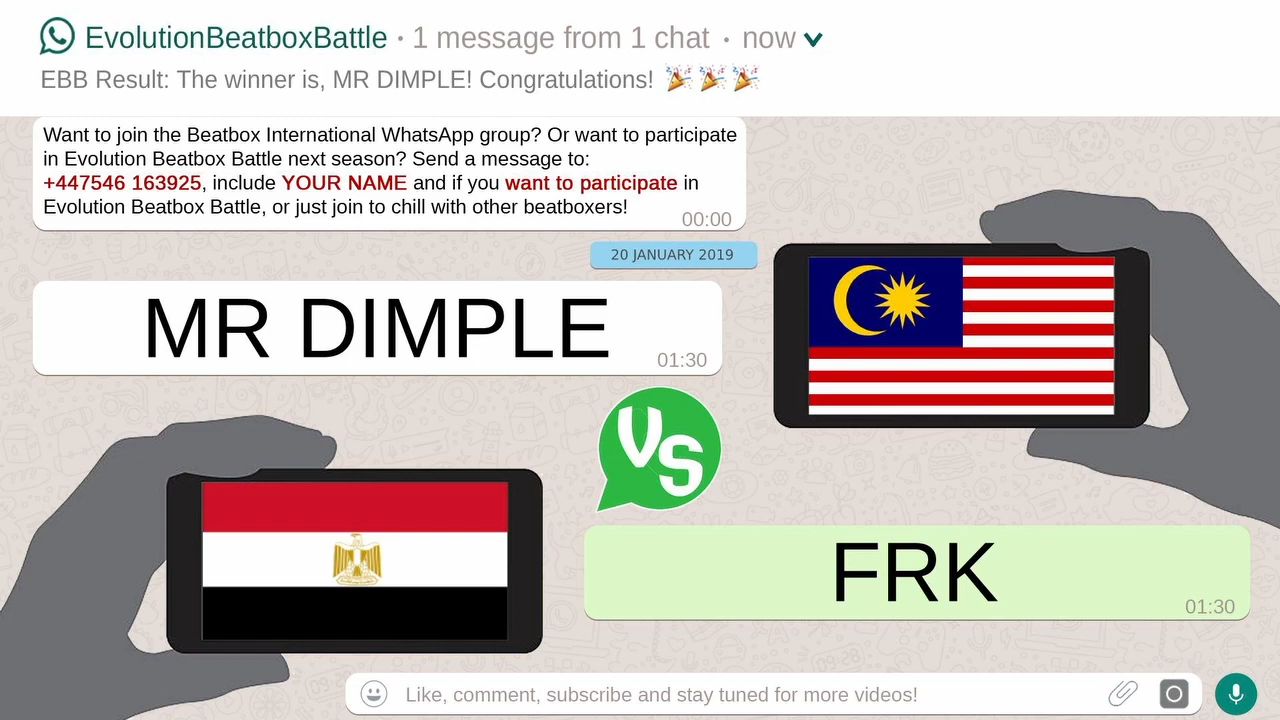 EvolutionBeatboxBattle · 1 message from 1 chat · now
EBB Result: The winner is, MR DIMPLE! Congratulations! 🎉🎉🎉
Want to join the Beatbox International WhatsApp group? Or want to participate
in Evolution Beatbox Battle next season? Send a message to:
+447546 163925, include YOUR NAME and if you want to participate in
Evolution Beatbox Battle, or just join to chill with other beatboxers!
00:00
20 JANUARY 2019
MR DIMPLE
01:30
VS
FRK
01:30
Like, comment, subscribe and stay tuned for more videos!